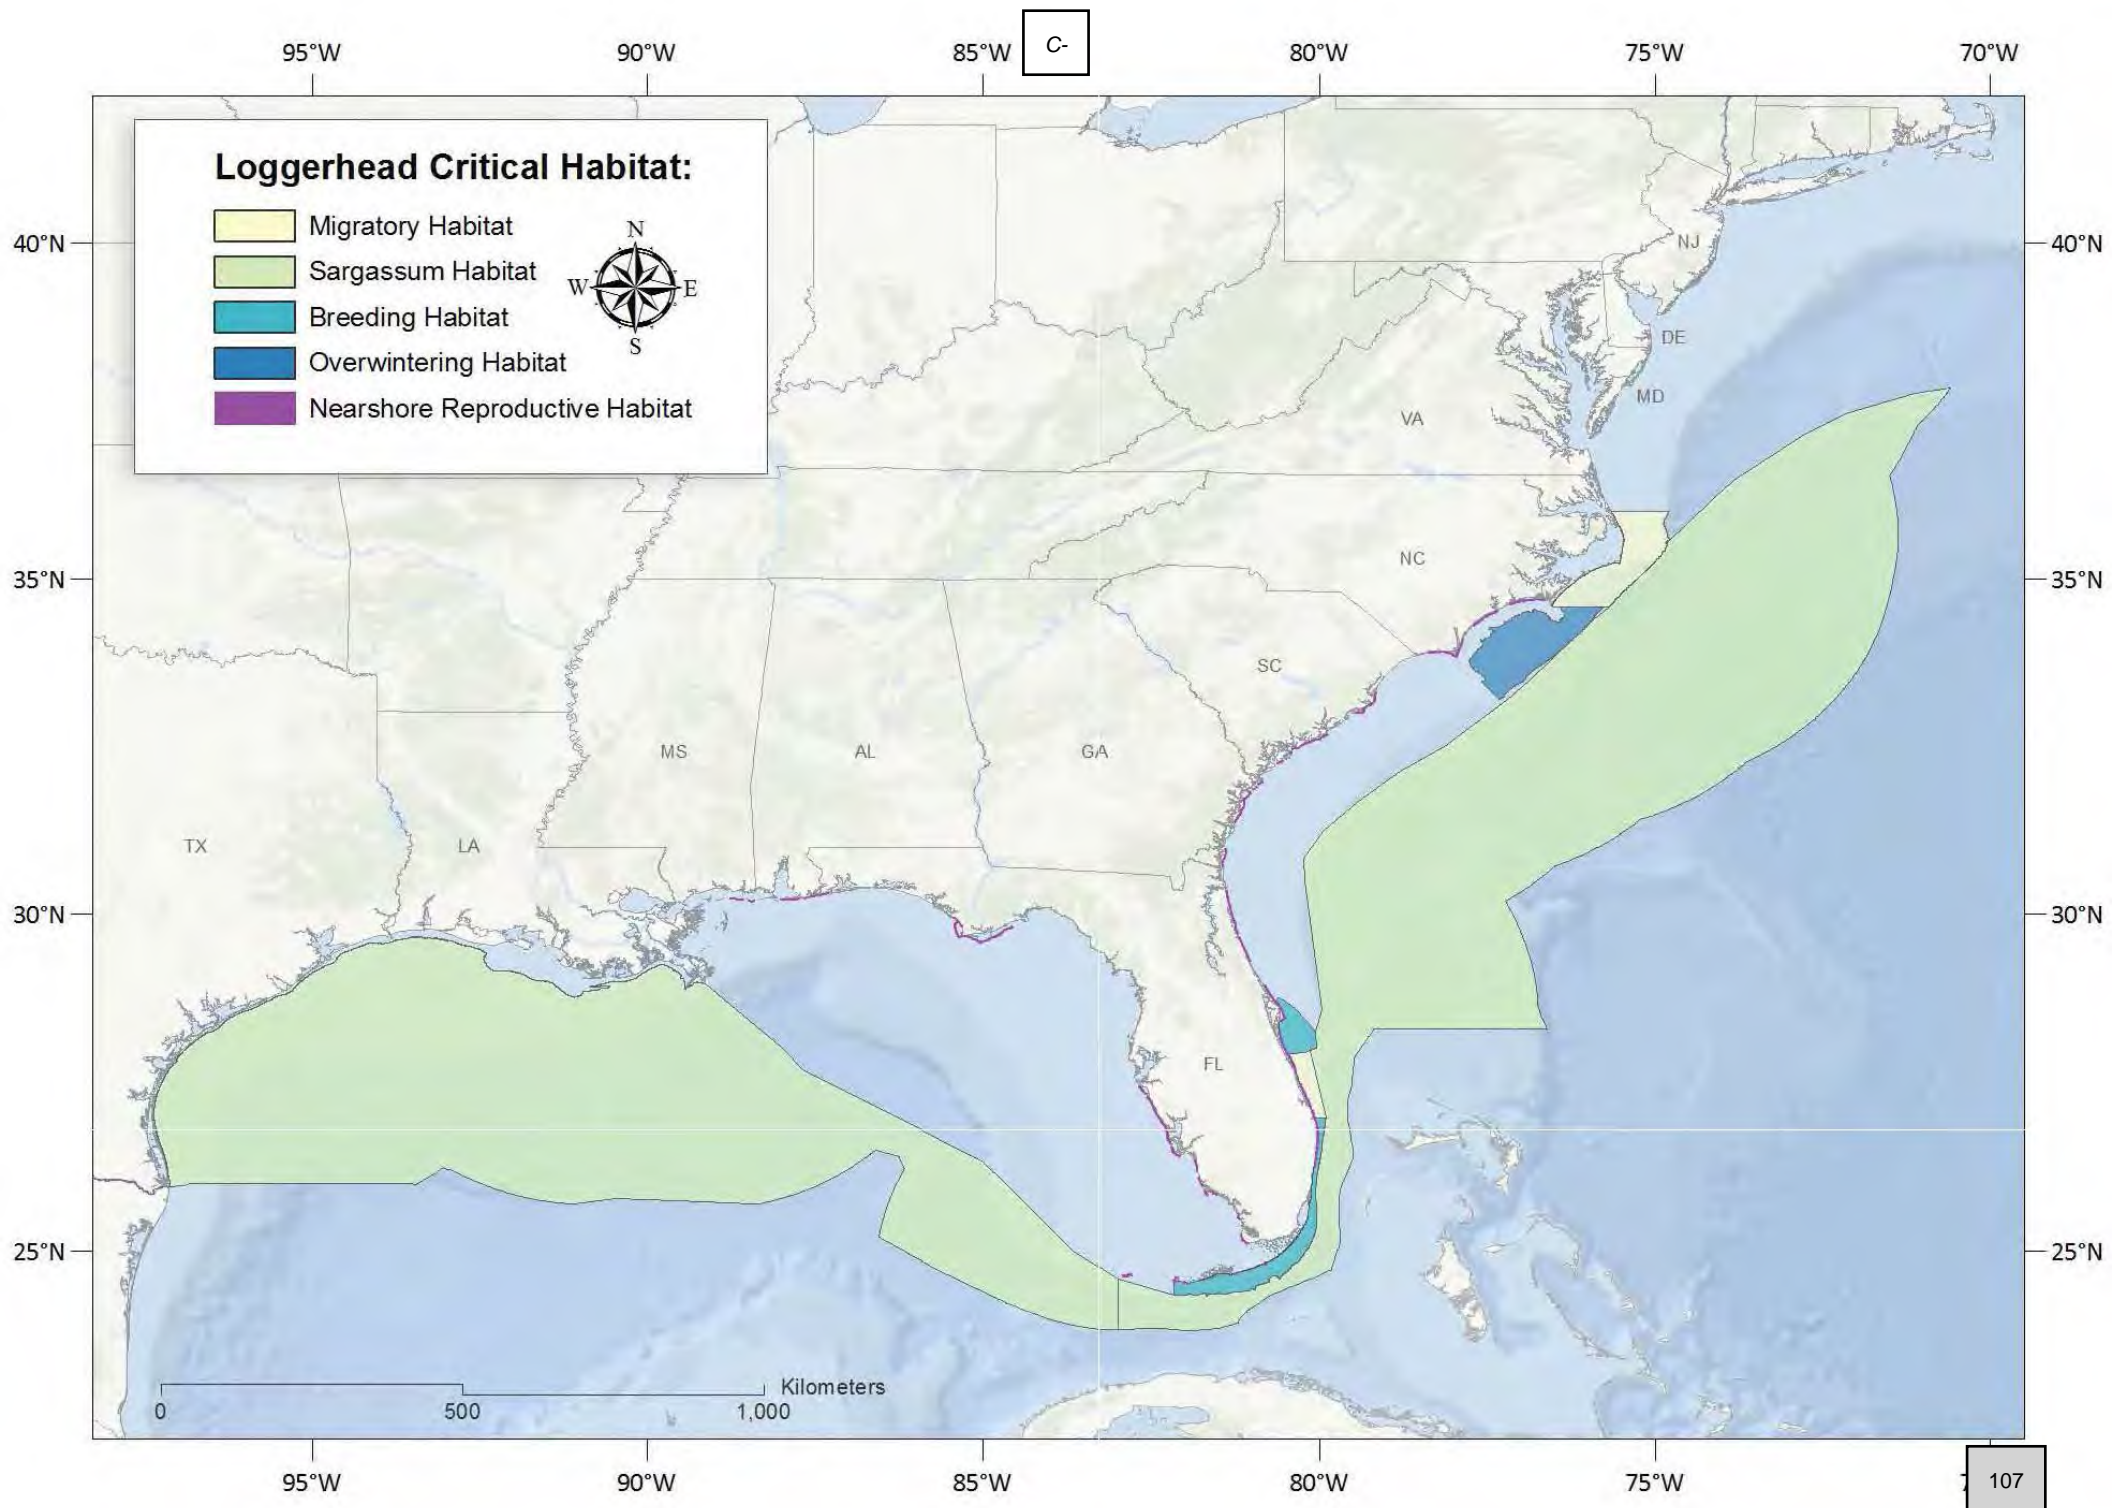 C-
95°W 90°W 85°W 80°W 75°W 70°W
Loggerhead Critical Habitat:
Migratory Habitat
Sargassum Habitat
Breeding Habitat
Overwintering Habitat
Nearshore Reproductive Habitat
N
W E
S
40°N 40°N
NJ
DE
MD
VA
35°N 35°N
NC
SC
MS AL GA
TX LA
30°N 30°N
FL
25°N 25°N
Kilometers
0 500 1,000
95°W 90°W 85°W 80°W 75°W
107